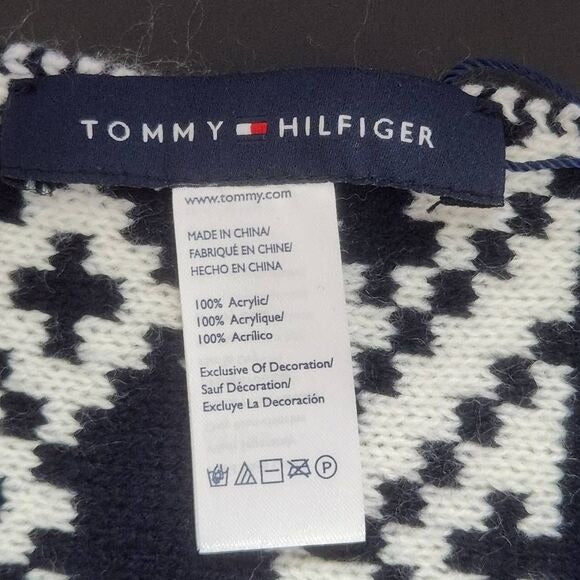 TOMMY HILFIGER
www.tommy.com
MADE IN CHINA/
FABRIQUÉ EN CHINE/
HECHO EN CHINA
100% Acrylic/
100% Acrylique/
100% Acrílico
Exclusive Of Decoration/
Sauf Décoration/
Excluye La Decoración
P